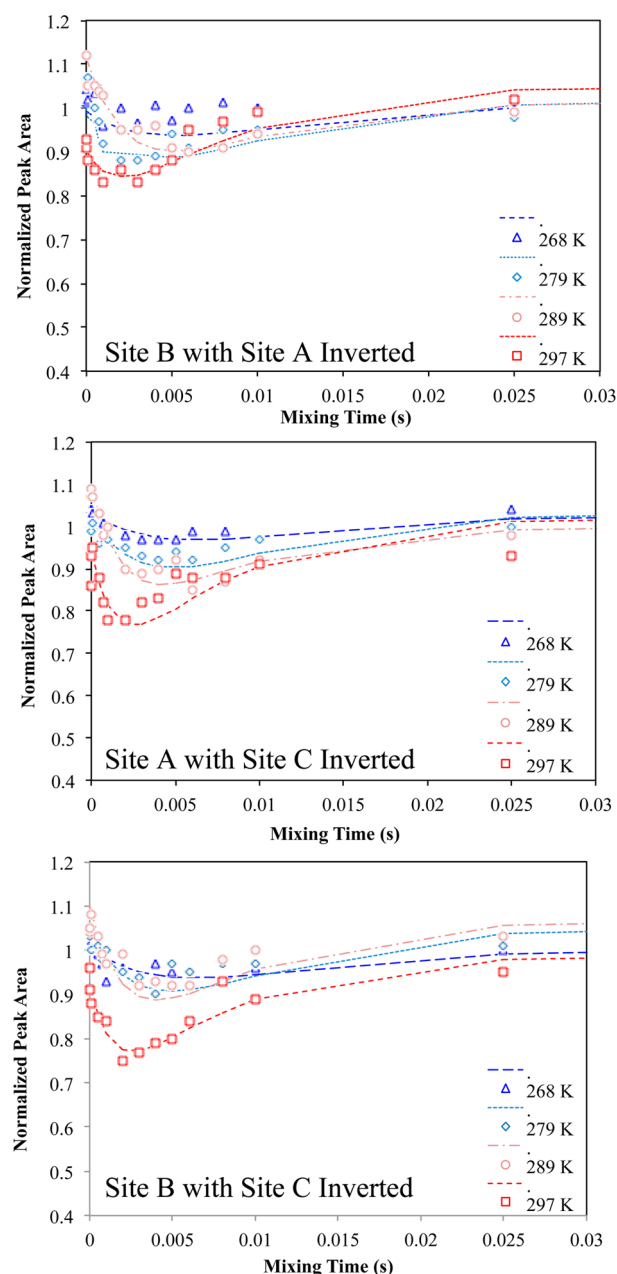 1.2
1.1
1
0.9
0.8
0.7
0.6
0.5
0.4
Normalized Peak Area
.
268 K
.
279 K
.
289 K
.
297 K
Site B with Site A Inverted
0 0.005 0.01 0.015 0.02 0.025 0.03
Mixing Time (s)
1.2
1.1
1
0.9
0.8
0.7
0.6
0.5
0.4
Normalized Peak Area
.
268 K
.
279 K
.
289 K
.
297 K
Site A with Site C Inverted
0 0.005 0.01 0.015 0.02 0.025 0.03
Mixing Time (s)
1.2
1.1
1
0.9
0.8
0.7
0.6
0.5
0.4
Normalized Peak Area
.
268 K
.
279 K
.
289 K
.
297 K
Site B with Site C Inverted
0 0.005 0.01 0.015 0.02 0.025 0.03
Mixing Time (s)